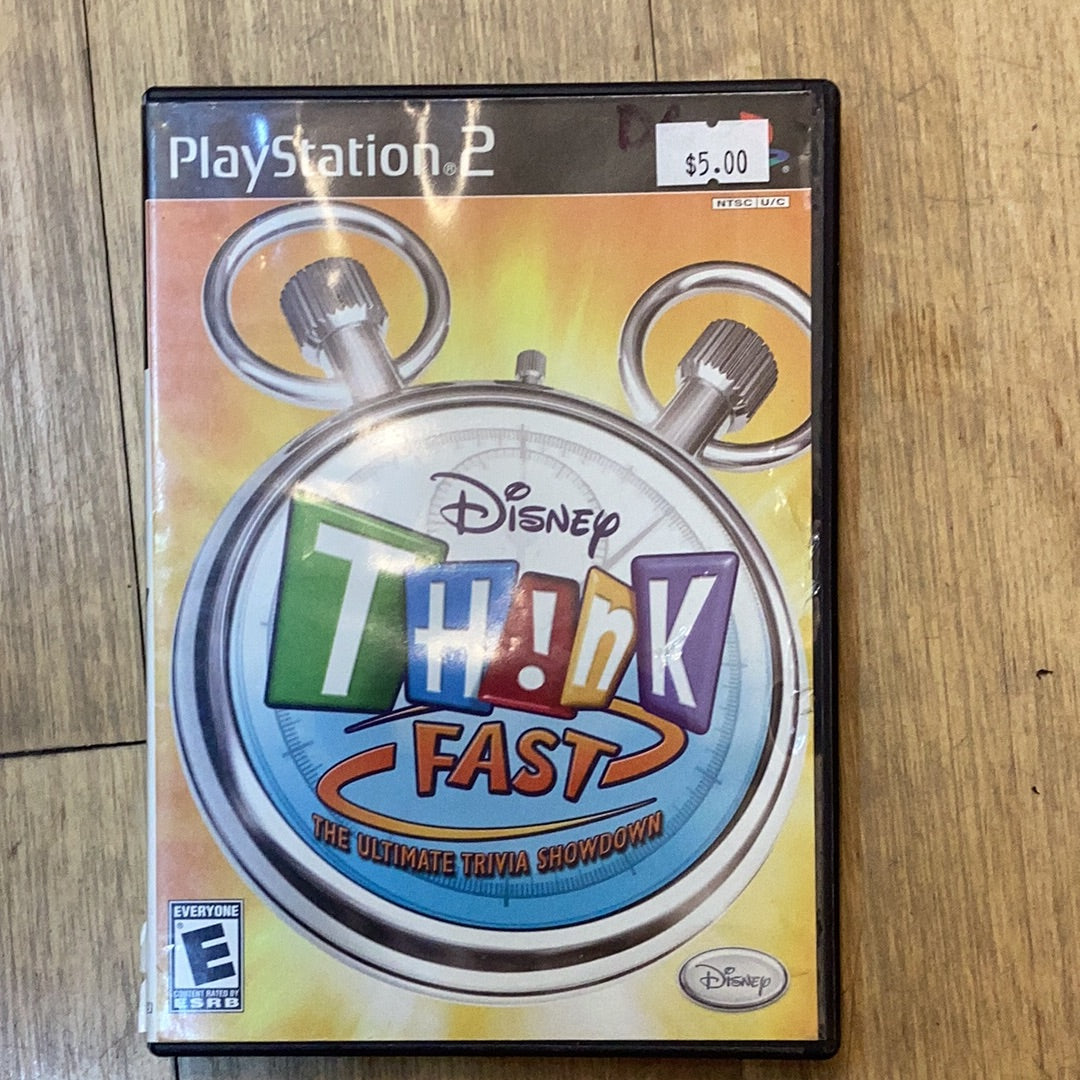 PlayStation®2
$5.00
NTSC U/C
Disney
TH!nK
FAST
THE ULTIMATE TRIVIA SHOWDOWN
EVERYONE
E
CONTENT RATED BY
ESRB
Disney